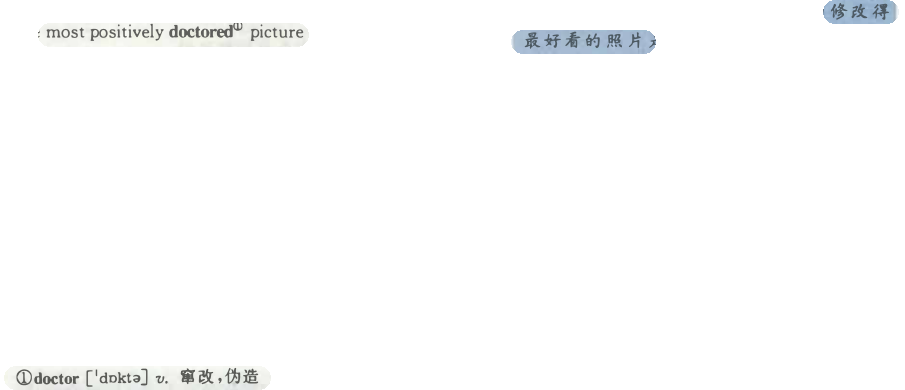 most positively doctored① picture
修改得
最好看的照片
①doctor [ˈdɒktə] v. 窜改,伪造